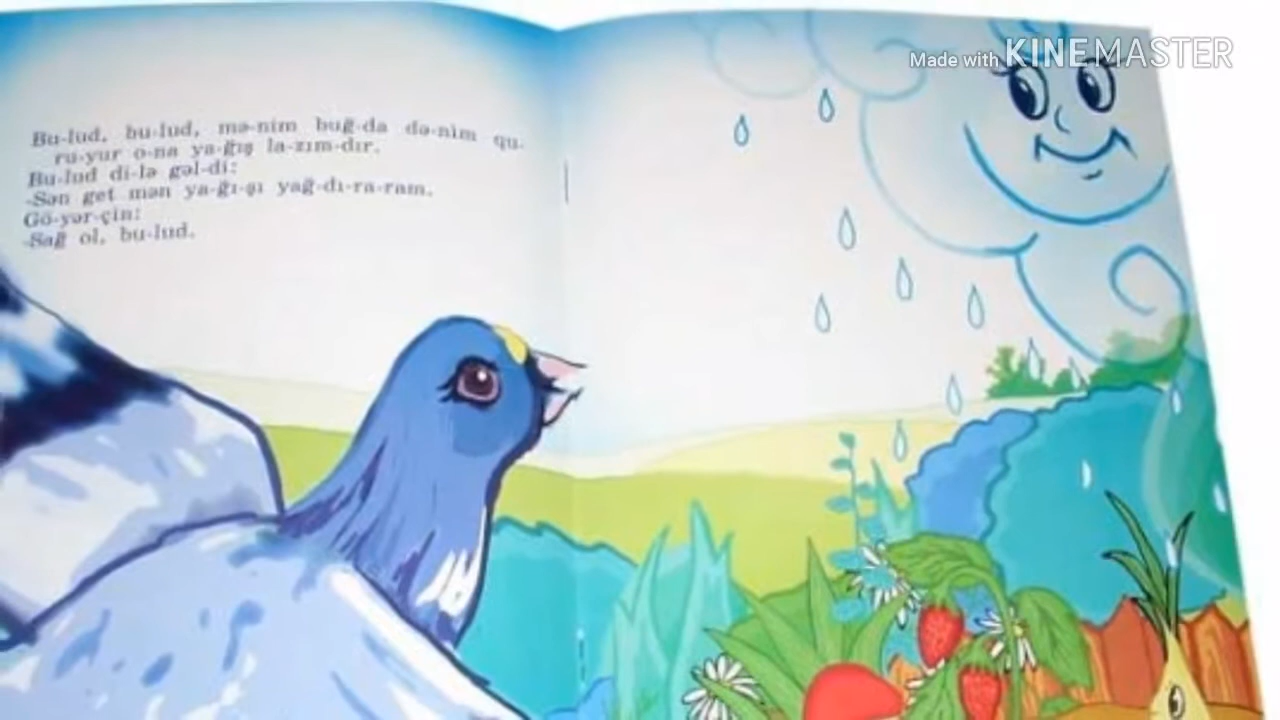 Bu-lud, bu-lud, mə-nim buğ-da də-nim qu-
ru-yur o-na ya-ğış la-zım-dır.
Bu-lud di-lə gəl-di:
-Sən get mən ya-ğı-şı yağ-dı-ra-ram.
Gö-yər-çin:
-Sağ ol, bu-lud.
Made with KINEMASTER